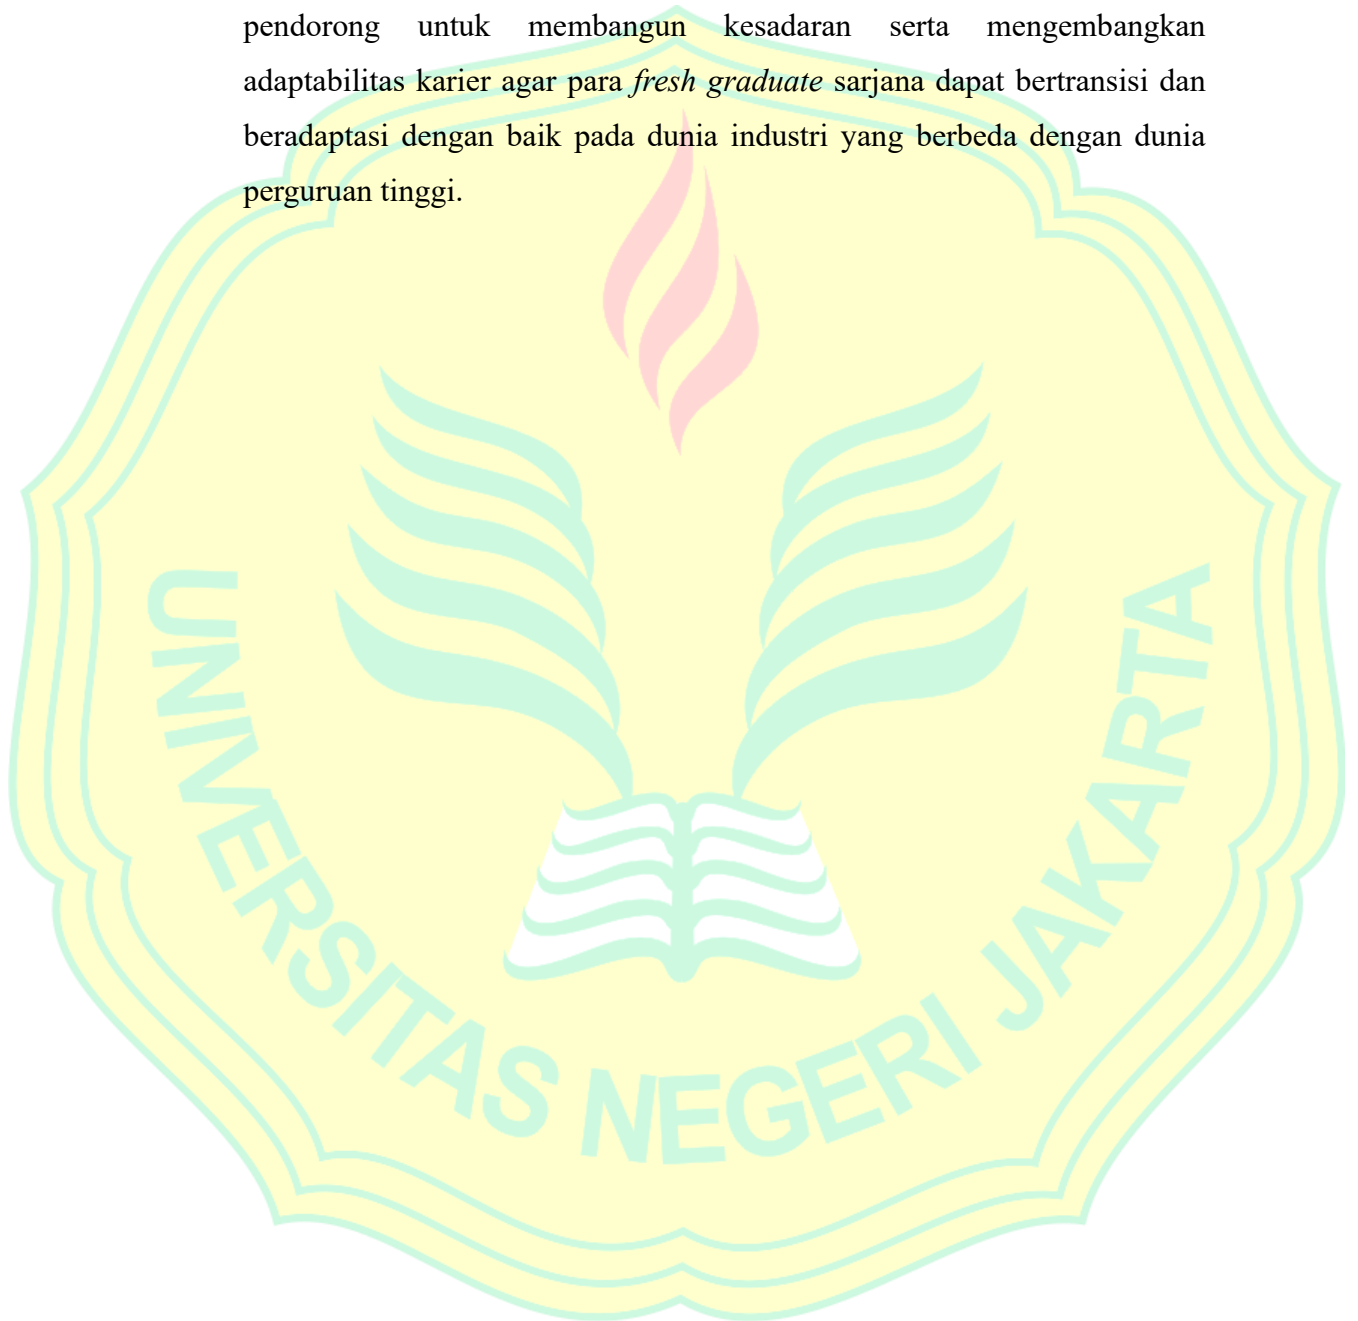 pendorong untuk membangun kesadaran serta mengembangkan
adaptabilitas karier agar para fresh graduate sarjana dapat bertransisi dan
beradaptasi dengan baik pada dunia industri yang berbeda dengan dunia
perguruan tinggi.
UNIVERSITAS NEGERI JAKARTA